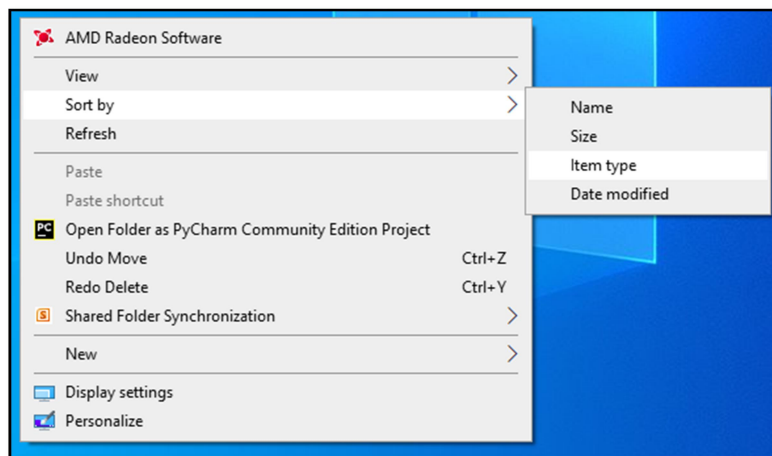 AMD Radeon Software
View
Sort by
Refresh
Paste
Paste shortcut
PC Open Folder as PyCharm Community Edition Project
Undo Move Ctrl+Z
Redo Delete Ctrl+Y
S Shared Folder Synchronization
New
Display settings
Personalize
Name
Size
Item type
Date modified